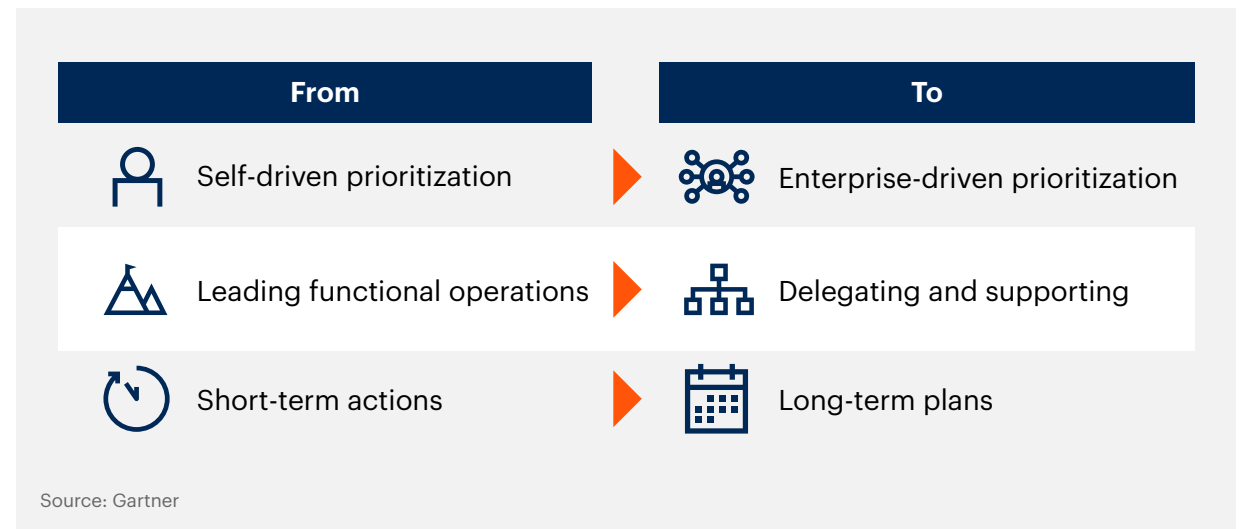 From To
Self-driven prioritization Enterprise-driven prioritization
Leading functional operations Delegating and supporting
Short-term actions Long-term plans
Source: Gartner